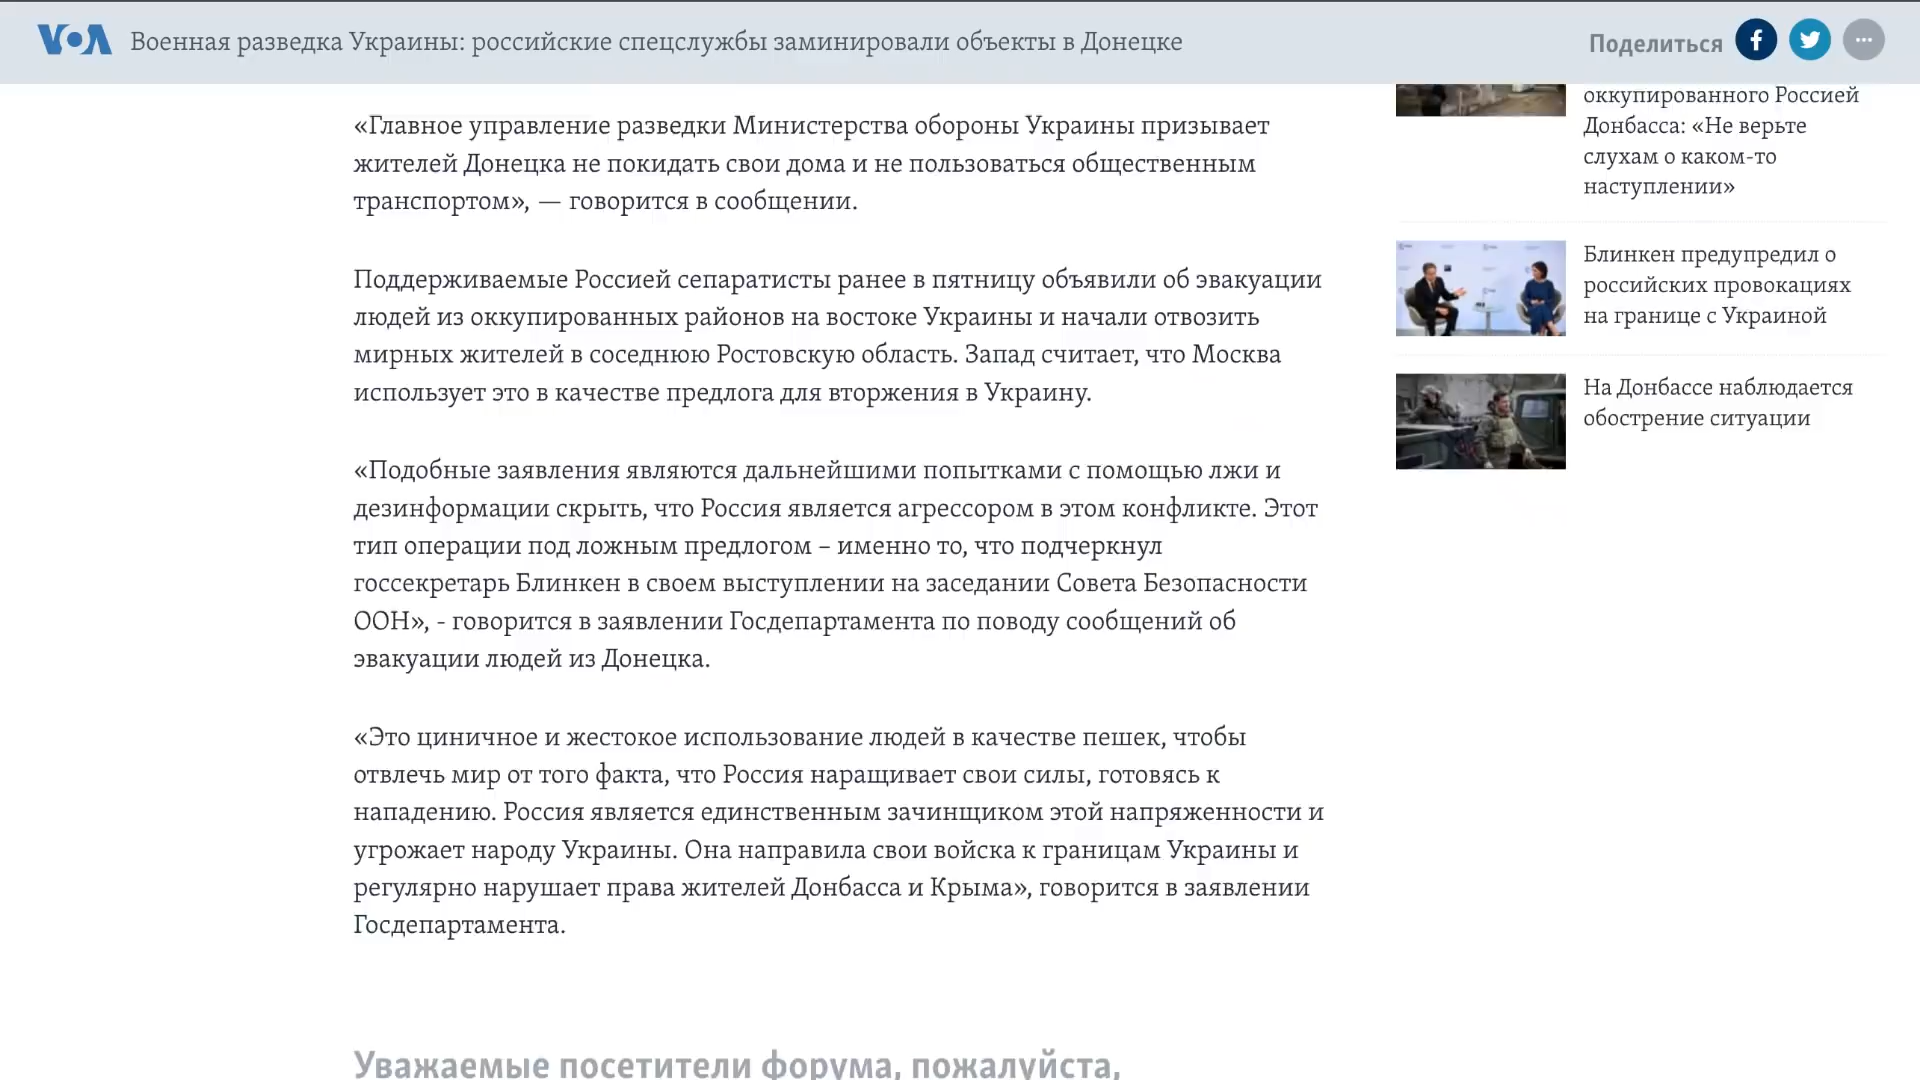 VOA Военная разведка Украины: российские спецслужбы заминировали объекты в Донецке
Поделиться
«Главное управление разведки Министерства обороны Украины призывает
жителей Донецка не покидать свои дома и не пользоваться общественным
транспортом», — говорится в сообщении.
Поддерживаемые Россией сепаратисты ранее в пятницу объявили об эвакуации
людей из оккупированных районов на востоке Украины и начали отвозить
мирных жителей в соседнюю Ростовскую область. Запад считает, что Москва
использует это в качестве предлога для вторжения в Украину.
«Подобные заявления являются дальнейшими попытками с помощью лжи и
дезинформации скрыть, что Россия является агрессором в этом конфликте. Этот
тип операции под ложным предлогом – именно то, что подчеркнул
госсекретарь Блинкен в своем выступлении на заседании Совета Безопасности
ООН», - говорится в заявлении Госдепартамента по поводу сообщений об
эвакуации людей из Донецка.
«Это циничное и жестокое использование людей в качестве пешек, чтобы
отвлечь мир от того факта, что Россия наращивает свои силы, готовясь к
нападению. Россия является единственным зачинщиком этой напряженности и
угрожает народу Украины. Она направила свои войска к границам Украины и
регулярно нарушает права жителей Донбасса и Крыма», говорится в заявлении
Госдепартамента.
Уважаемые посетители форума, пожалуйста,
оккупированного Россией
Донбасса: «Не верьте
слухам о каком-то
наступлении»
Блинкен предупредил о
российских провокациях
на границе с Украиной
На Донбассе наблюдается
обострение ситуации